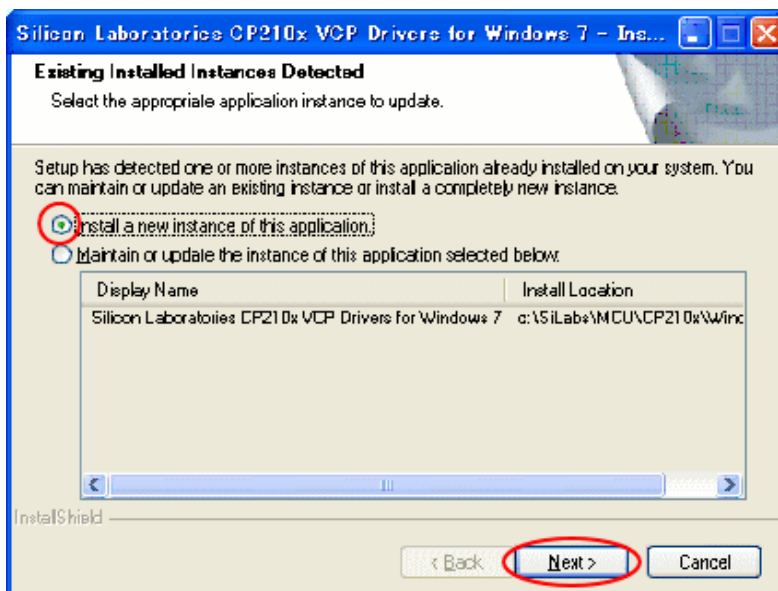 Silicon Laboratories CP210x VCP Drivers for Windows 7 - Ins...
Existing Installed Instances Detected
Select the appropriate application instance to update.
Setup has detected one or more instances of this application already installed on your system. You
can maintain or update an existing instance or install a completely new instance.
Install a new instance of this application.
Maintain or update the instance of this application selected below.
Display Name Install Location
Silicon Laboratories CP210x VCP Drivers for Windows 7 c:\SiLabs\MCU\CP210x\Winc
InstallShield
< Back Next > Cancel